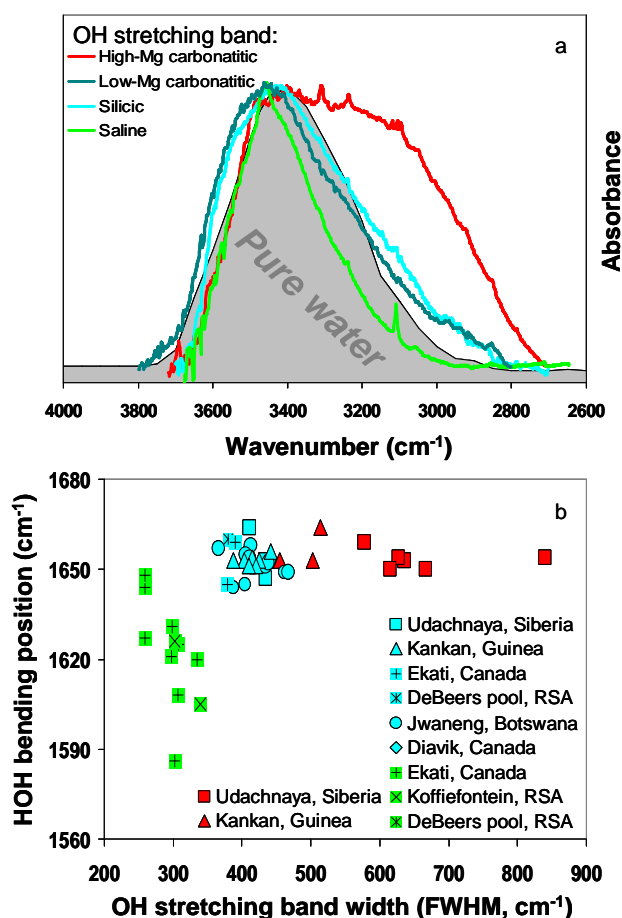 OH stretching band:
a
High-Mg carbonatitic
Low-Mg carbonatitic
Silicic
Saline
Pure water
Absorbance
4000 3600 3400 3200 3000 2800 2600
Wavenumber (cm-1)
1680
b
1650
1620
1590
1560
HOH bending position (cm-1)
Udachnaya, Siberia
Kankan, Guinea
Ekati, Canada
DeBeers pool, RSA
Jwaneng, Botswana
Diavik, Canada
Ekati, Canada
Udachnaya, Siberia Koffiefontein, RSA
Kankan, Guinea DeBeers pool, RSA
200 300 400 500 600 700 800 900
OH stretching band width (FWHM, cm-1)